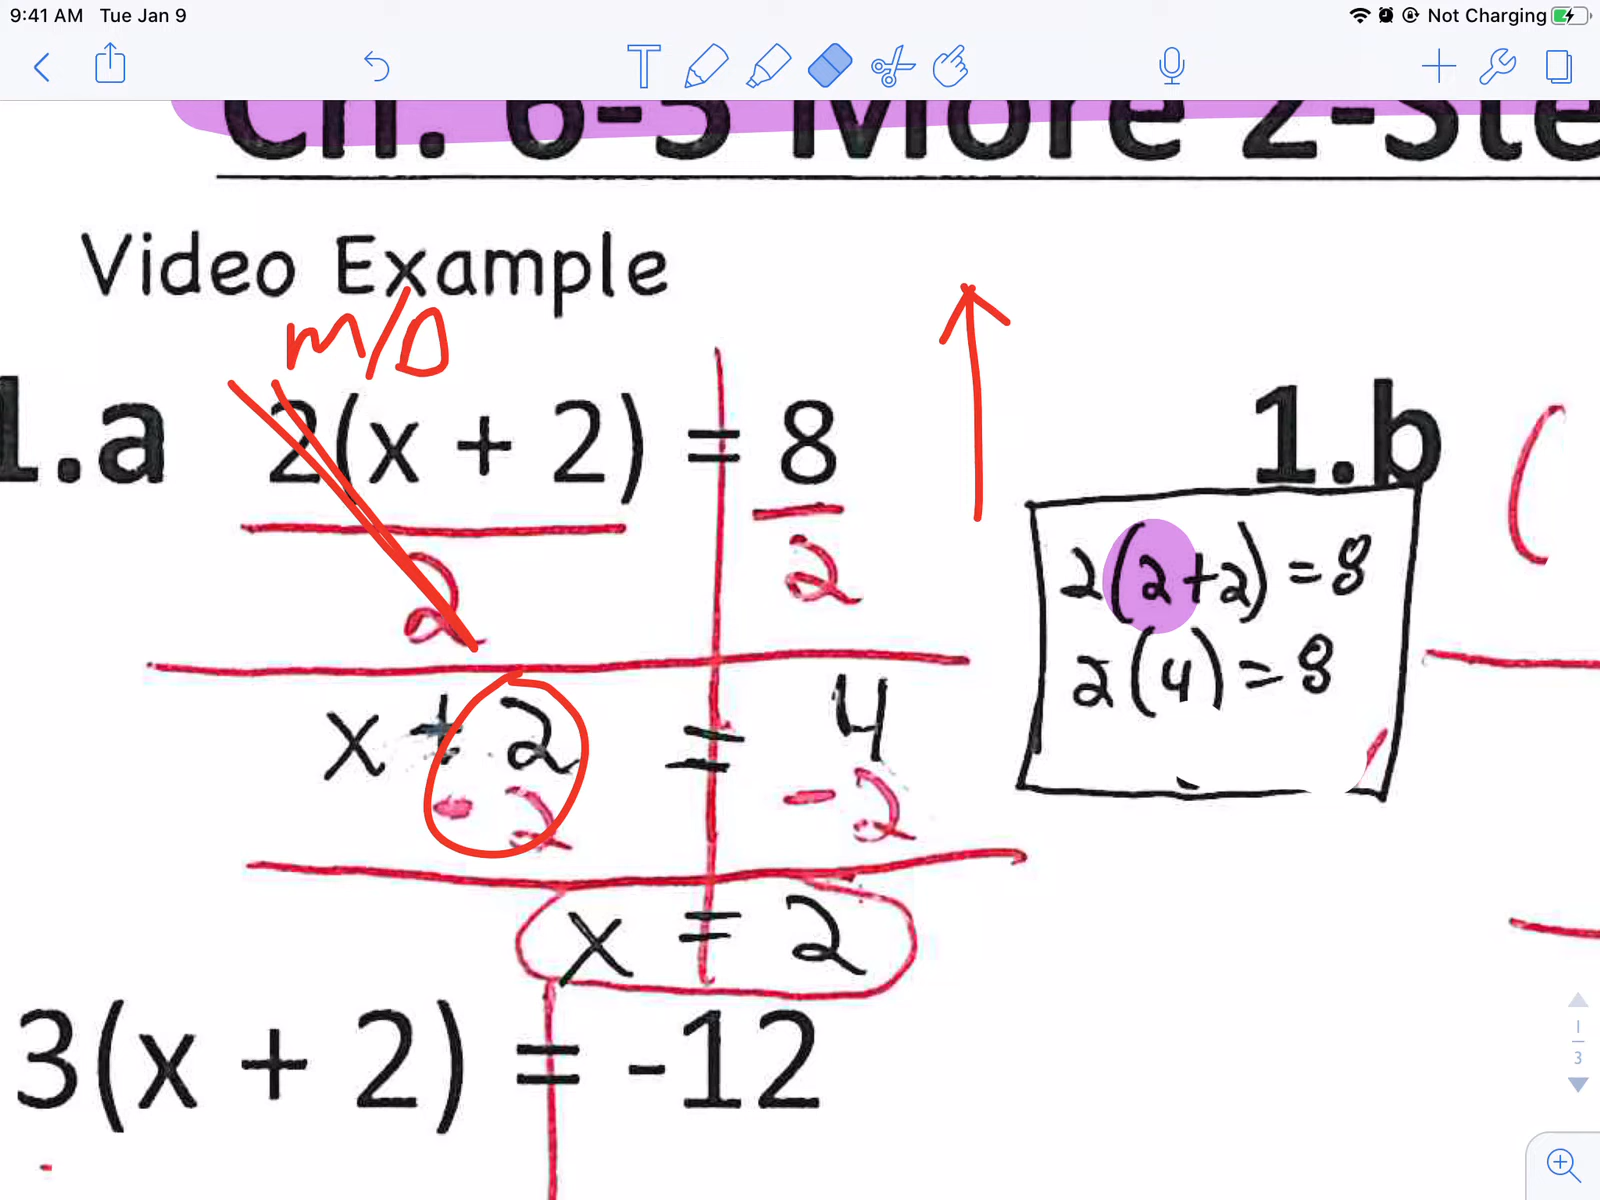 9:41 AM Tue Jan 9
Not Charging
Ch. 6-5 More 2-Ste
Video Example
M/D
1.a 2(x + 2) = 8
2 2
x + 2 = 4
- 2 - 2
x = 2
1.b (
2(2+2) = 8
2(4) = 8
3(x + 2) = -12
1
3